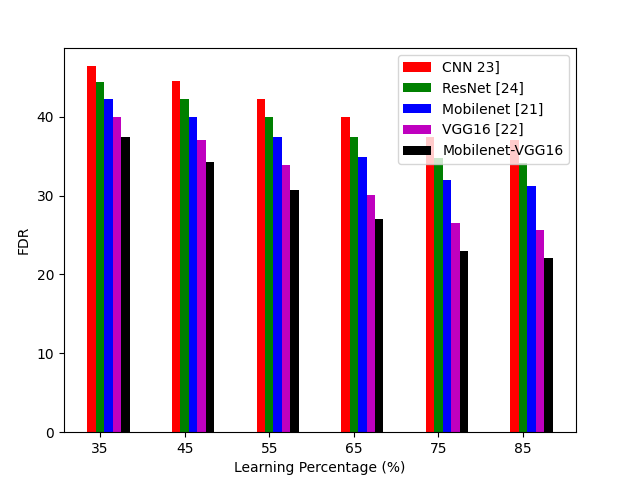 CNN 23]
ResNet [24]
Mobilenet [21]
VGG16 [22]
Mobilenet-VGG16
40
30
20
10
0
FDR
35 45 55 65 75 85
Learning Percentage (%)